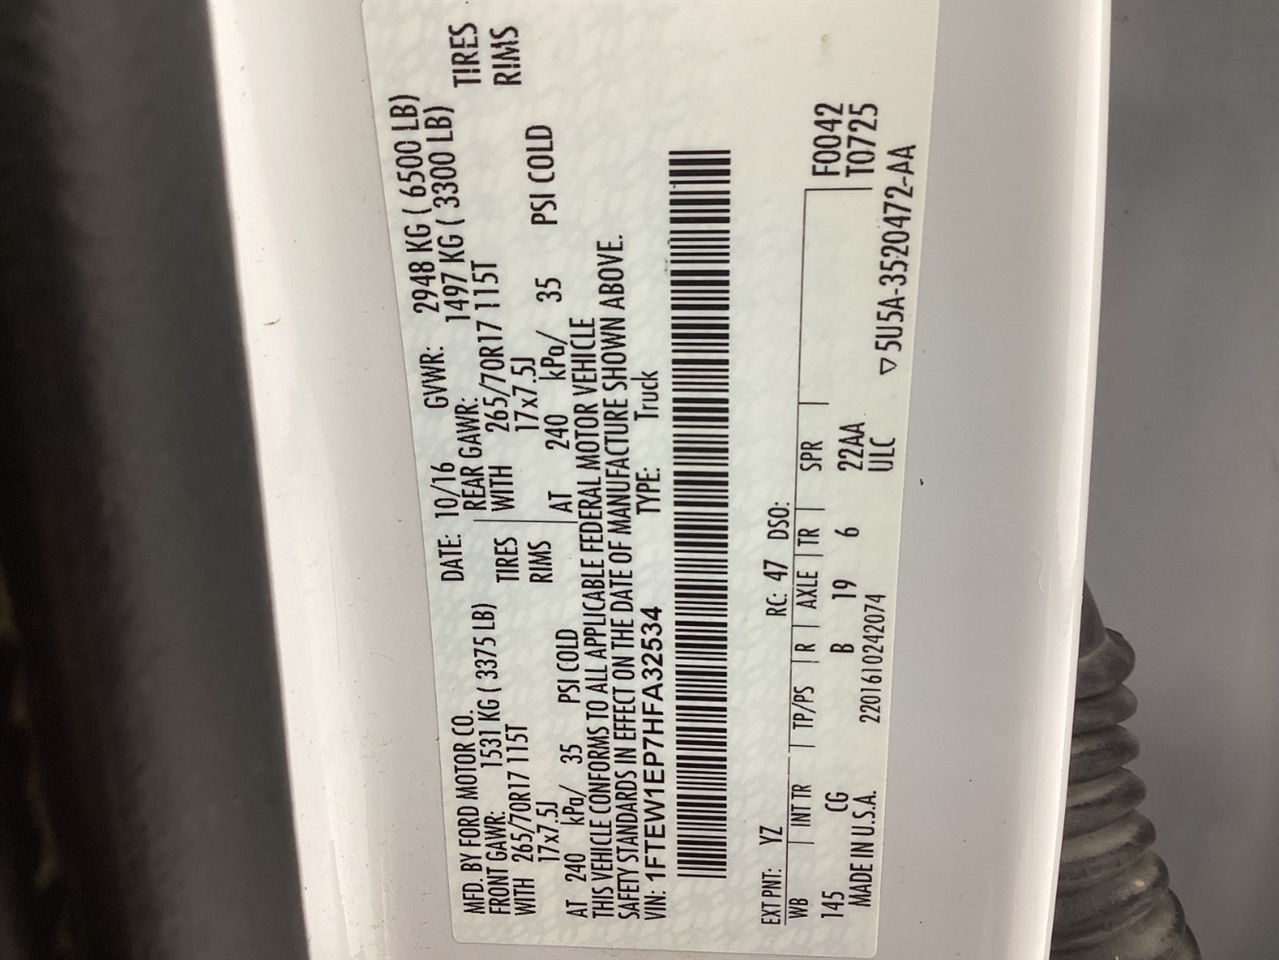 MFD. BY FORD MOTOR CO. DATE: 10/16 GVWR: 2948 KG ( 6500 LB)
FRONT GAWR: 1531 KG ( 3375 LB) REAR GAWR: 1497 KG ( 3300 LB)
WITH 265/70R17 115T TIRES WITH 265/70R17 115T TIRES
17x7.5J RIMS 17x7.5J RIMS
AT 240 kPa/ 35 PSI COLD AT 240 kPa/ 35 PSI COLD
THIS VEHICLE CONFORMS TO ALL APPLICABLE FEDERAL MOTOR VEHICLE
SAFETY STANDARDS IN EFFECT ON THE DATE OF MANUFACTURE SHOWN ABOVE.
VIN: 1FTEW1EP7HFA32534 TYPE: Truck
EXT PNT: YZ RC: 47 DSO:
WB INT TR TP/PS R AXLE TR SPR F0042
145 CG B 19 6 22AA T0725
MADE IN U.S.A. 2201610242074 ULC ▽5U5A-3520472-AA